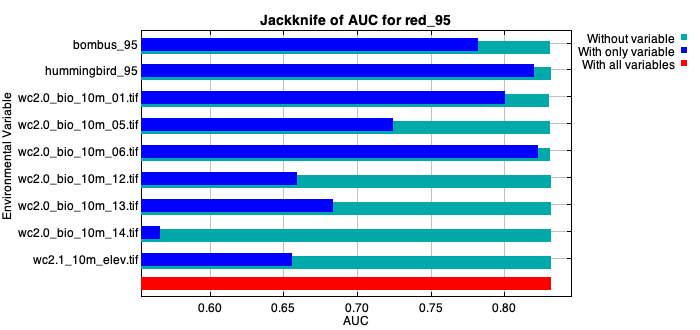 Jackknife of AUC for red_95
Without variable
With only variable
With all variables
Environmental Variable
bombus_95
hummingbird_95
wc2.0_bio_10m_01.tif
wc2.0_bio_10m_05.tif
wc2.0_bio_10m_06.tif
wc2.0_bio_10m_12.tif
wc2.0_bio_10m_13.tif
wc2.0_bio_10m_14.tif
wc2.1_10m_elev.tif
0.60 0.65 0.70 0.75 0.80
AUC